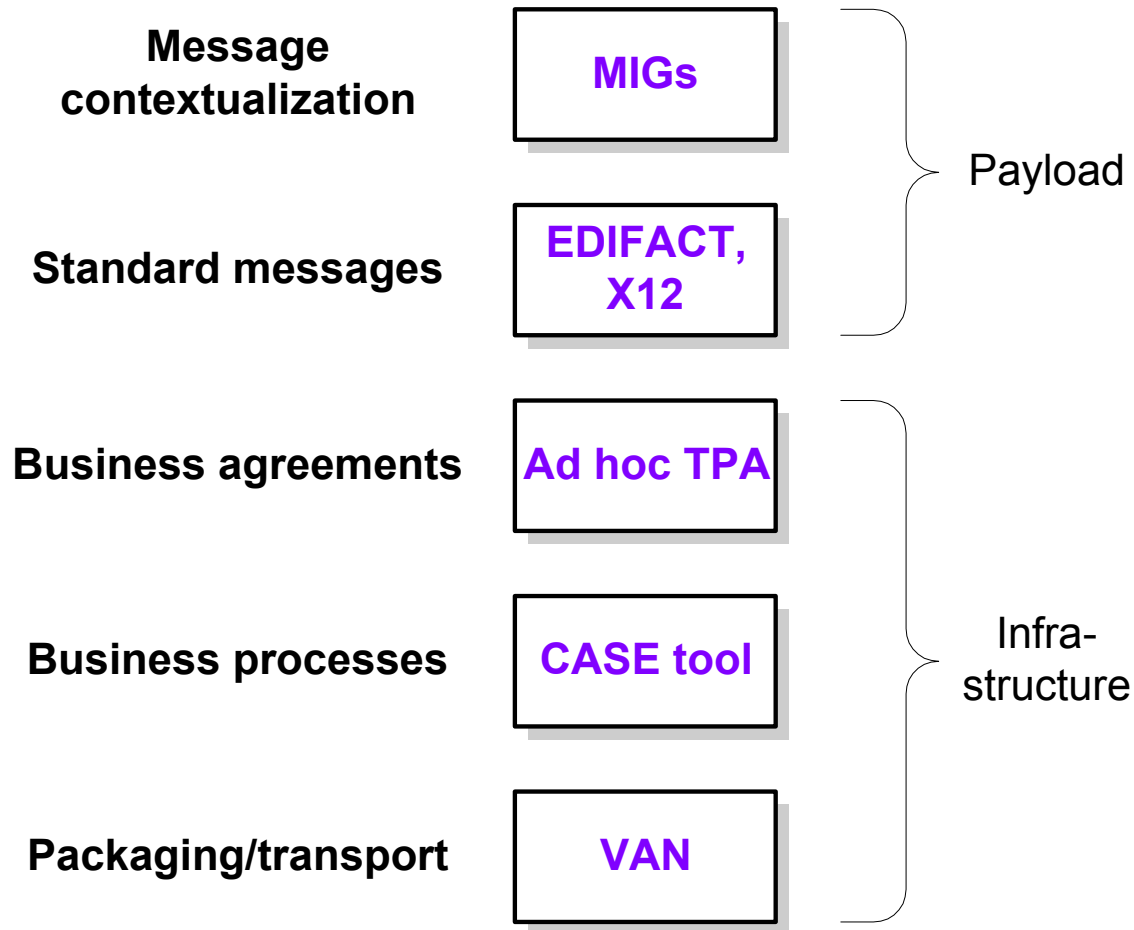 Message
contextualization
MIGs
Payload
Standard messages
EDIFACT,
X12
Business agreements
Ad hoc TPA
Business processes
CASE tool
Infra-
structure
Packaging/transport
VAN